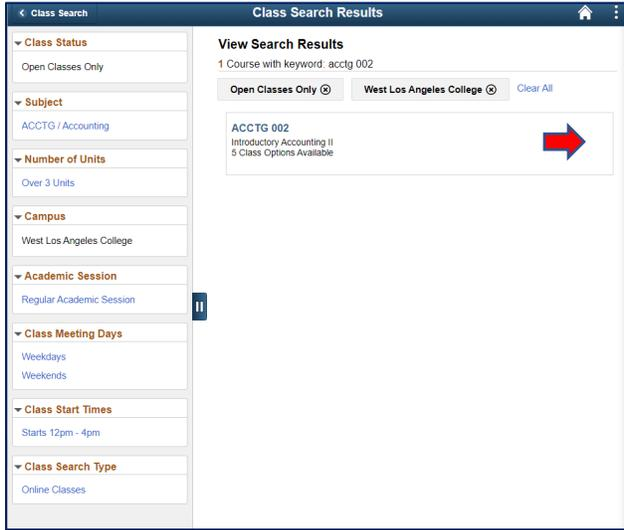 Class Search
Class Search Results
Class Status
Open Classes Only
Subject
ACCTG / Accounting
Number of Units
Over 3 Units
Campus
West Los Angeles College
Academic Session
Regular Academic Session
Class Meeting Days
Weekdays
Weekends
Class Start Times
Starts 12pm - 4pm
Class Search Type
Online Classes
View Search Results
1 Course with keyword: acctg 002
Open Classes Only West Los Angeles College Clear All
ACCTG 002
Introductory Accounting II
5 Class Options Available